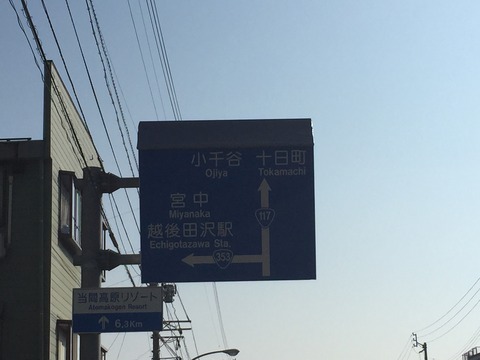 小千谷 十日町
Ojiya Tokamachi
宮中
Miyanaka
117
越後田沢駅
Echigotazawa Sta.
353
当間高原リゾート
Atemakogen Resort
6.3Km